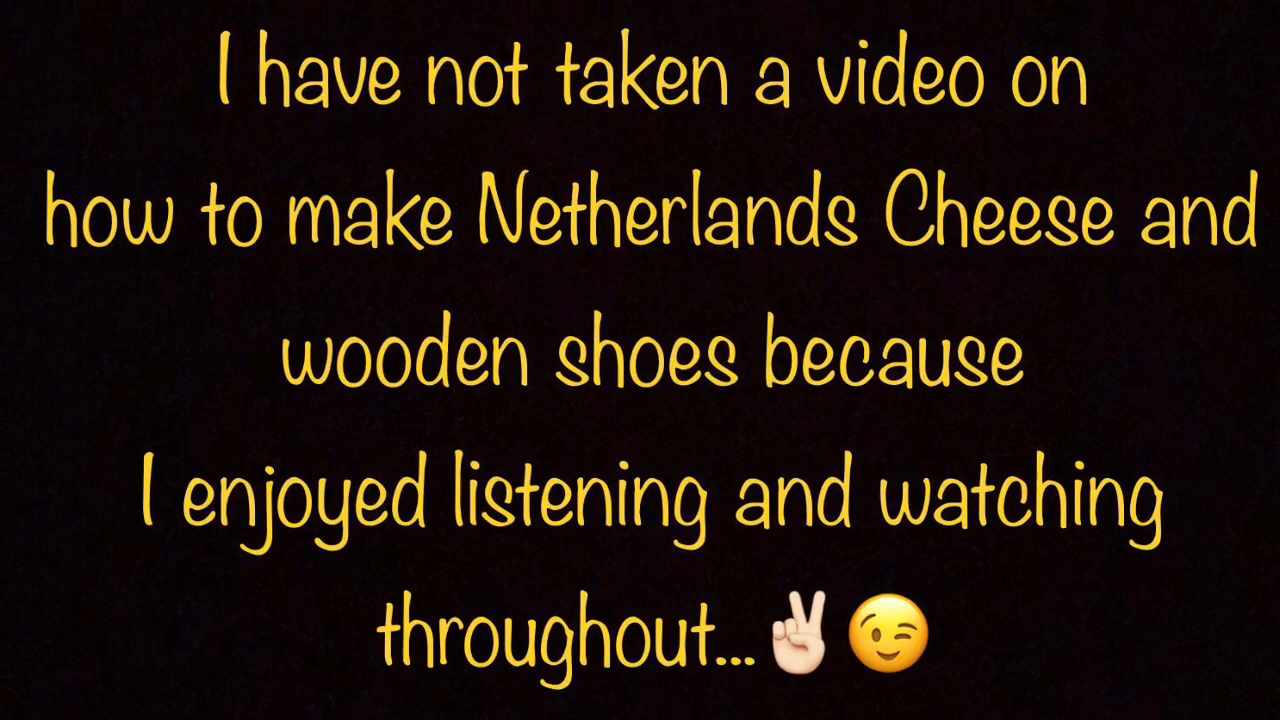 I have not taken a video on
how to make Netherlands Cheese and
wooden shoes because
I enjoyed listening and watching
throughout...✌🏻😉